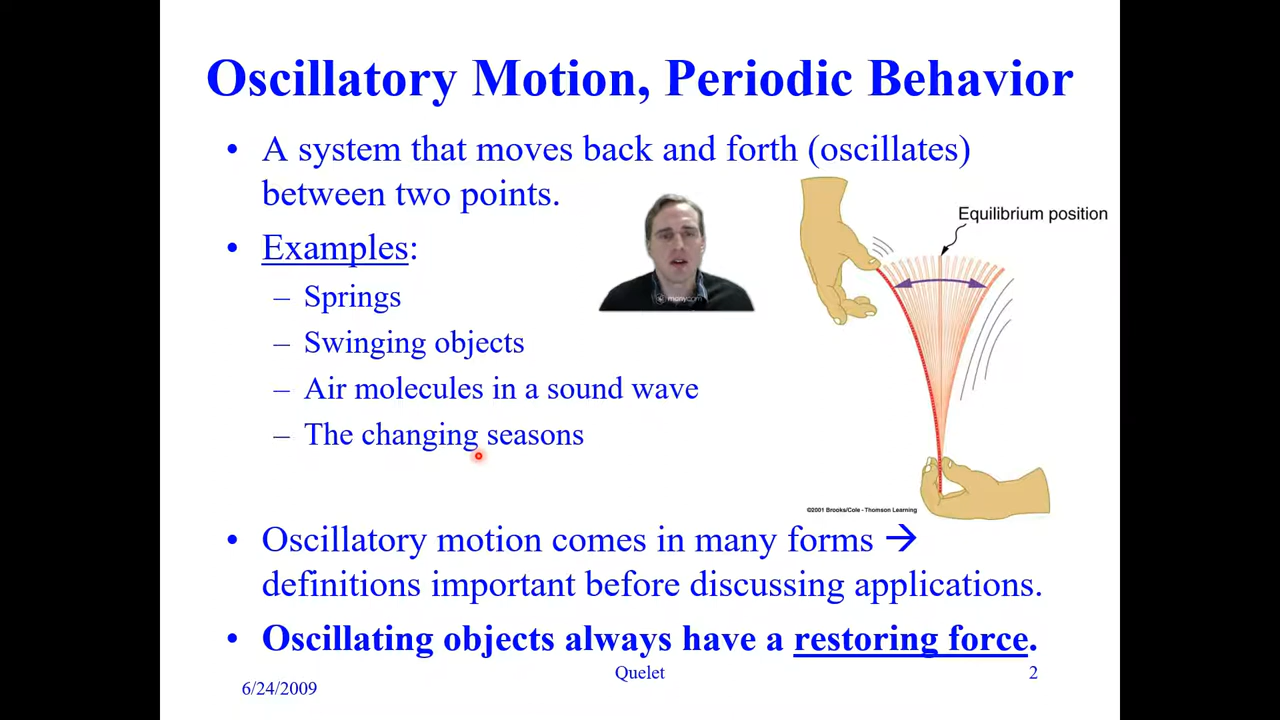 Oscillatory Motion, Periodic Behavior
• A system that moves back and forth (oscillates)
between two points.
Equilibrium position
• Examples:
– Springs
– Swinging objects
– Air molecules in a sound wave
– The changing seasons
manycam
©2001 Brooks/Cole - Thomson Learning
• Oscillatory motion comes in many forms →
definitions important before discussing applications.
• Oscillating objects always have a restoring force.
Quelet
2
6/24/2009